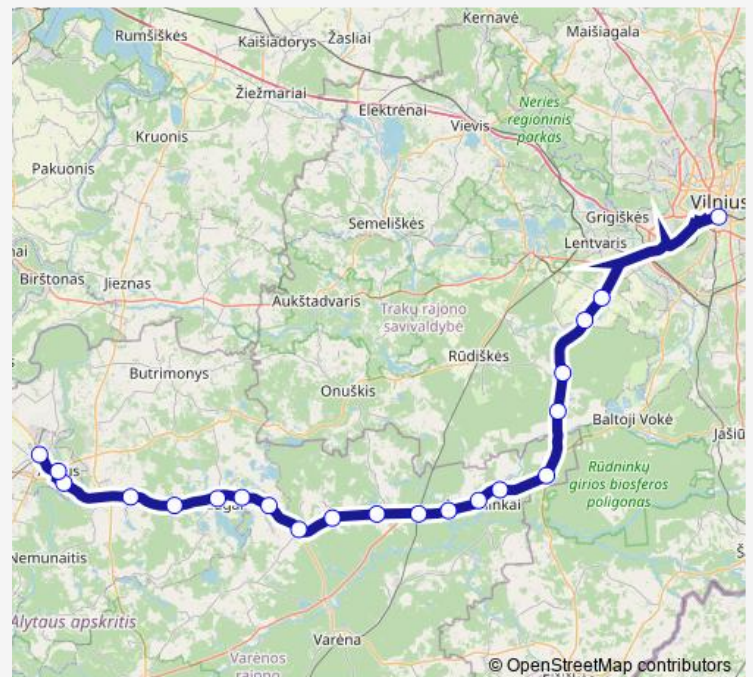 Kernavė
Rumšiškės
Maišiagala
Kaišiadorys
Žasliai
Žiežmariai
Elektrėnai
Neries
regioninis
parkas
Vievis
Kruonis
Pakuonis
Vilnius
Grigiškės
Semeliškės
Lentvaris
Birštonas
Jieznas
Aukštadvaris
Trakų rajono
savivaldybė
Rūdiškės
Butrimonys
Onuškis
Baltoji Vokė
Rūdninkų
girios biosferos
poligonas
Nemunaitis
Alytaus apskritis
Varėna
Varėnos
rajono
© OpenStreetMap contributors